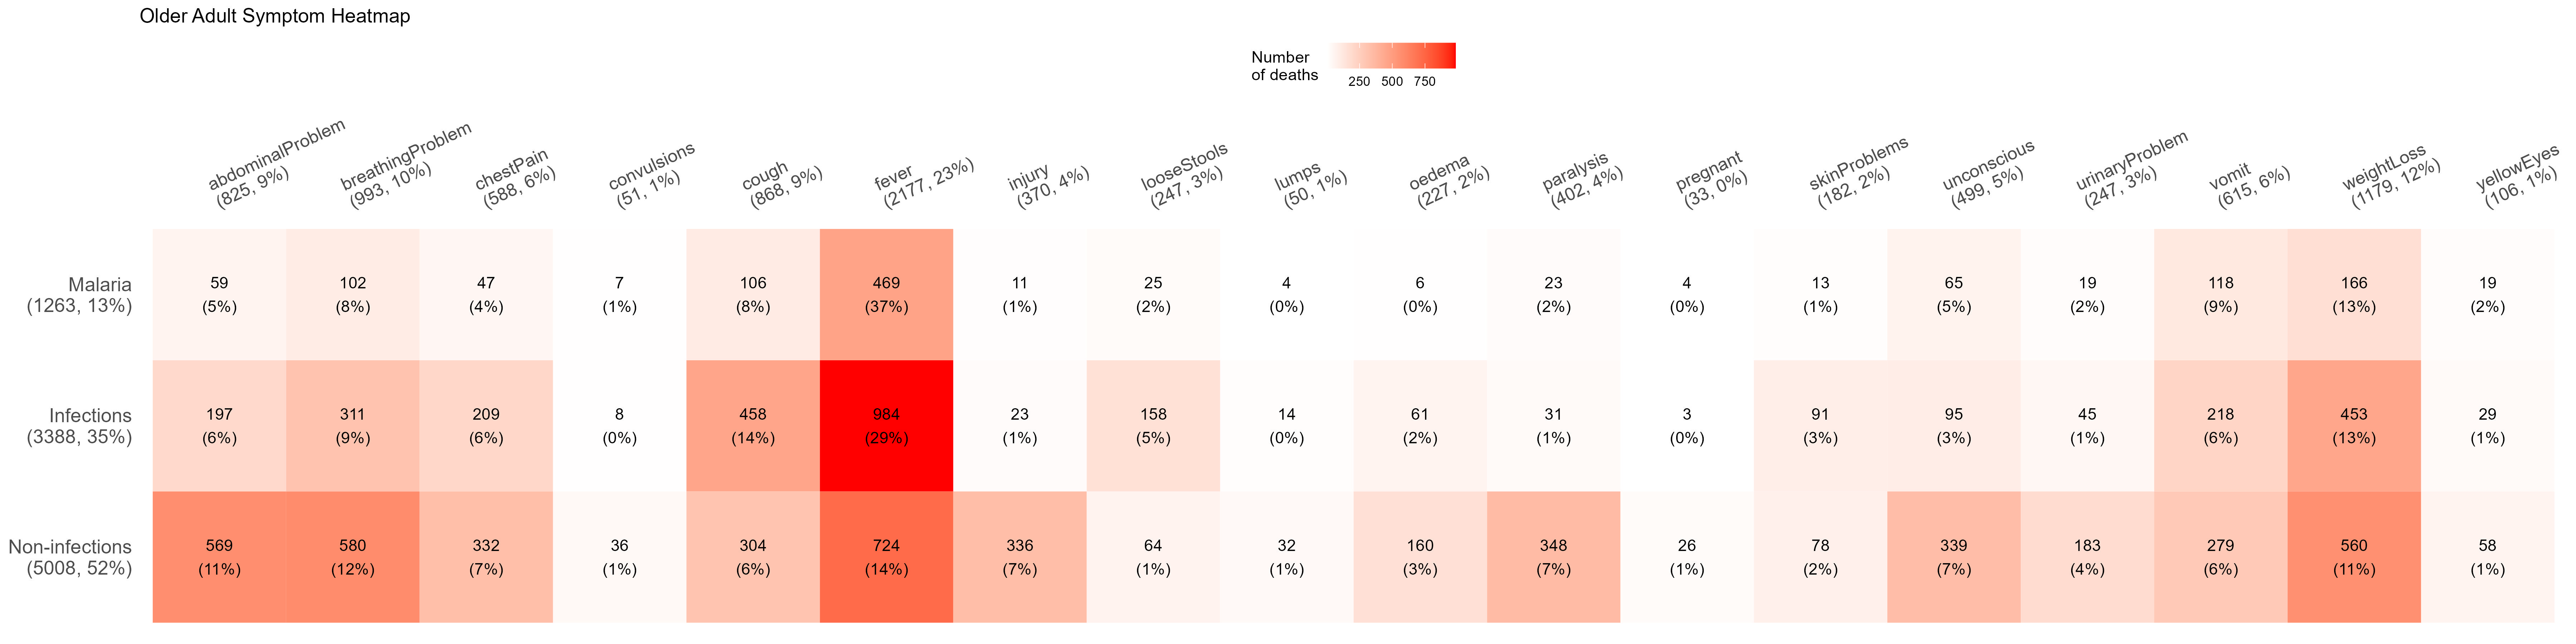 Older Adult Symptom Heatmap
Number
of deaths
250 500 750
abdominalProblem
(825, 9%)
breathingProblem
(993, 10%)
chestPain
(588, 6%)
convulsions
(51, 1%)
cough
(868, 9%)
fever
(2177, 23%)
injury
(370, 4%)
looseStools
(247, 3%)
lumps
(50, 1%)
oedema
(227, 2%)
paralysis
(402, 4%)
pregnant
(33, 0%)
skinProblems
(182, 2%)
unconscious
(499, 5%)
urinaryProblem
(247, 3%)
vomit
(615, 6%)
weightLoss
(1179, 12%)
yellowEyes
(106, 1%)
Malaria
(1263, 13%)
59 102 47 7 106 469 11 25 4 6 23 4 13 65 19 118 166 19
(5%) (8%) (4%) (1%) (8%) (37%) (1%) (2%) (0%) (0%) (2%) (0%) (1%) (5%) (2%) (9%) (13%) (2%)
Infections
(3388, 35%)
197 311 209 8 458 984 23 158 14 61 31 3 91 95 45 218 453 29
(6%) (9%) (6%) (0%) (14%) (29%) (1%) (5%) (0%) (2%) (1%) (0%) (3%) (3%) (1%) (6%) (13%) (1%)
Non-infections
(5008, 52%)
569 580 332 36 304 724 336 64 32 160 348 26 78 339 183 279 560 58
(11%) (12%) (7%) (1%) (6%) (14%) (7%) (1%) (1%) (3%) (7%) (1%) (2%) (7%) (4%) (6%) (11%) (1%)